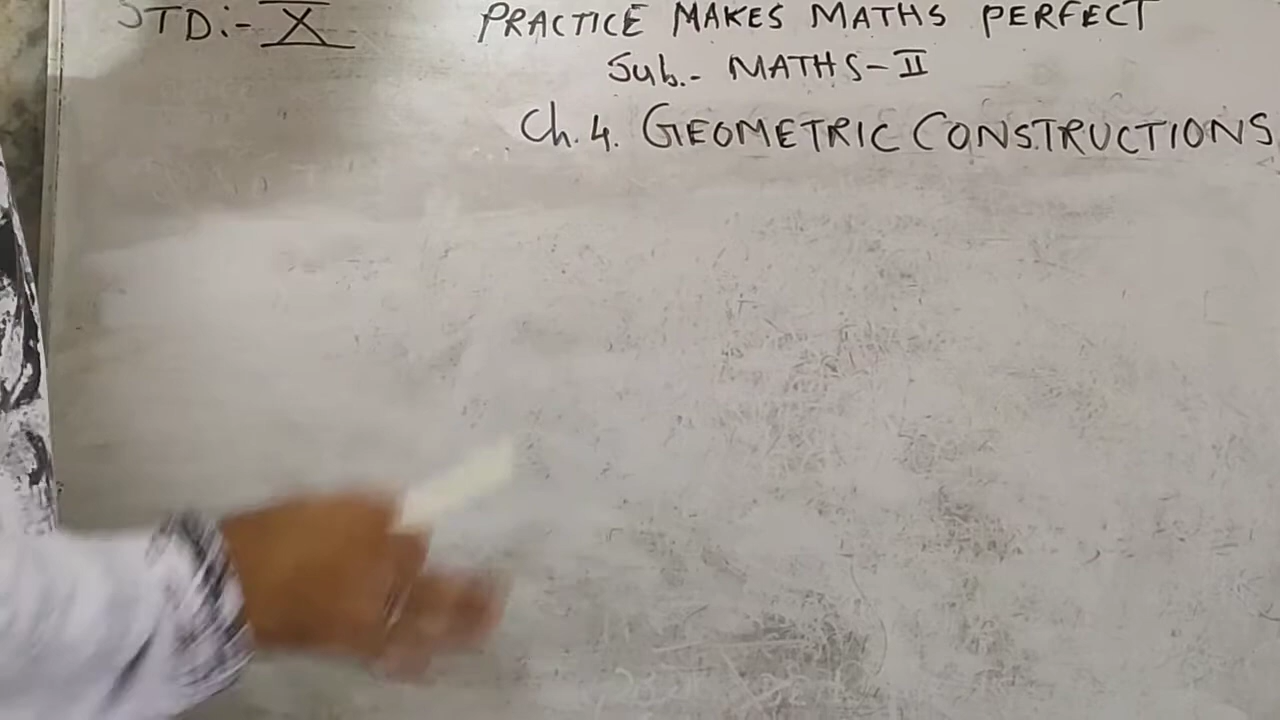 STD:- X
PRACTICE MAKES MATHS PERFECT
Sub.- MATHS-II
Ch.4. GEOMETRIC CONSTRUCTIONS